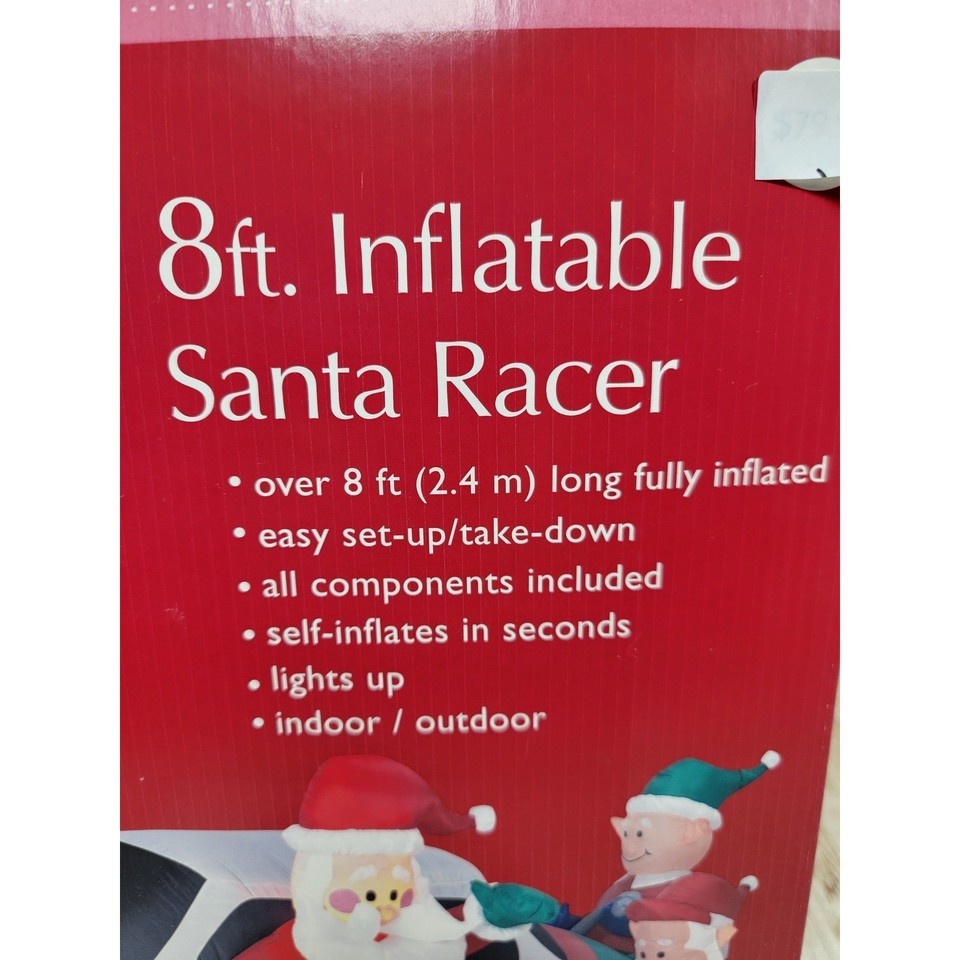 8ft. Inflatable
Santa Racer
• over 8 ft (2.4 m) long fully inflated
• easy set-up/take-down
• all components included
• self-inflates in seconds
• lights up
• indoor / outdoor